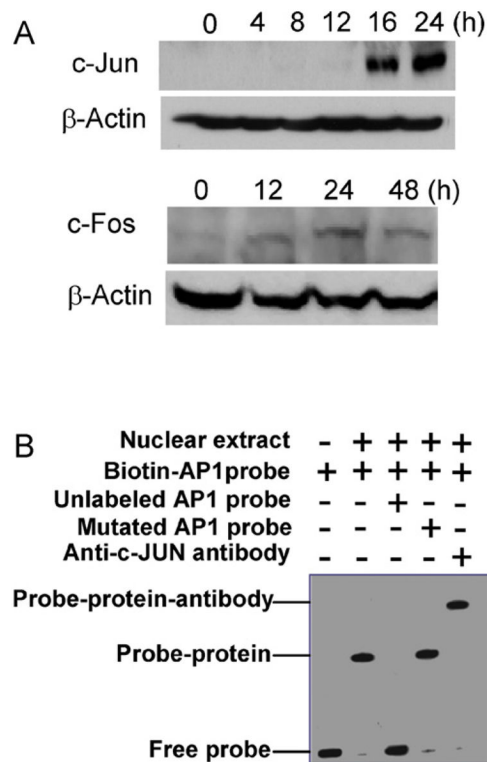 A
0 4 8 12 16 24 (h)
c-Jun
β-Actin
0 12 24 48 (h)
c-Fos
β-Actin
B
Nuclear extract - + + + +
Biotin-AP1probe + + + + +
Unlabeled AP1 probe - - + - -
Mutated AP1 probe - - - + -
Anti-c-JUN antibody - - - - +
Probe-protein-antibody
Probe-protein
Free probe